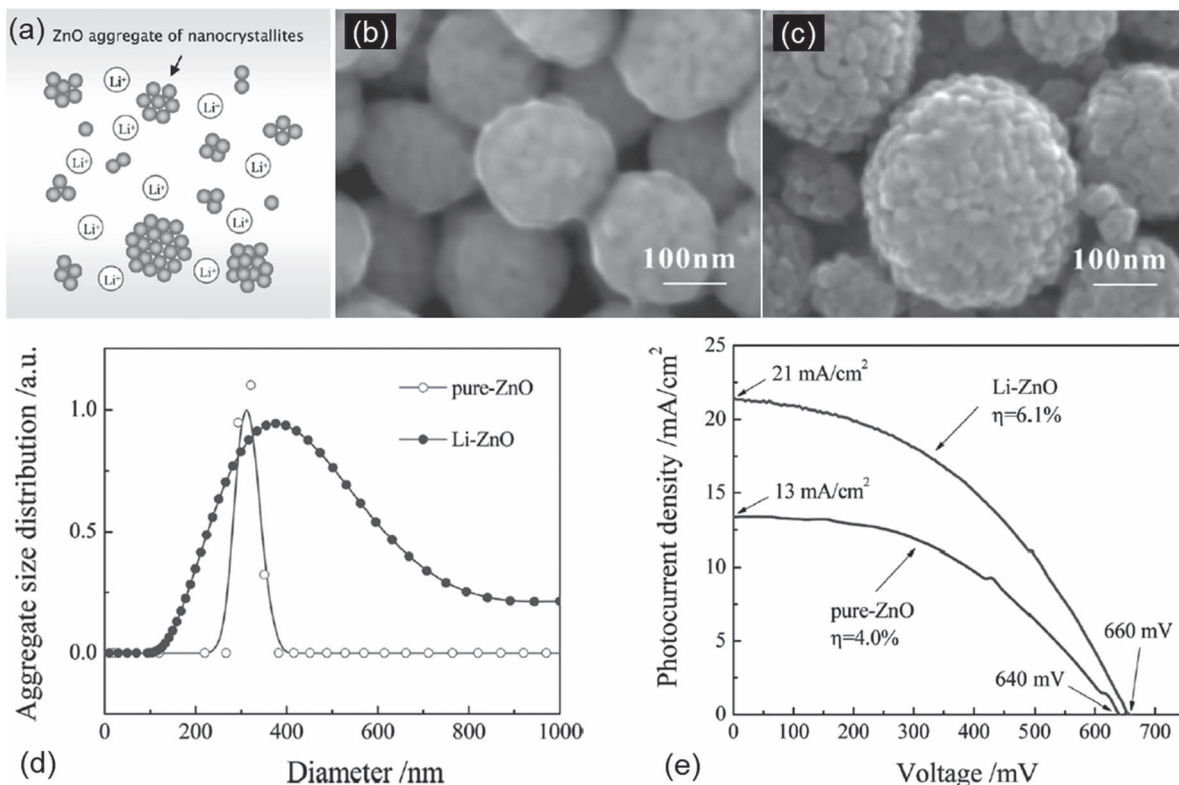 (a)
ZnO aggregate of nanocrystallites
Li⁺
Li⁺
Li⁺
Li⁺
Li⁺
Li⁺
Li⁺
Li⁺
Li⁺
Li⁺
Li⁺
(b)
100nm
(c)
100nm
Aggregate size distribution /a.u.
1.0
0.5
0.0
pure-ZnO
Li-ZnO
0 200 400 600 800 1000
Diameter /nm
(d)
Photocurrent density /mA/cm²
25
20
15
10
5
0
21 mA/cm²
Li-ZnO
η=6.1%
13 mA/cm²
pure-ZnO
η=4.0%
660 mV
640 mV
0 100 200 300 400 500 600 700
Voltage /mV
(e)